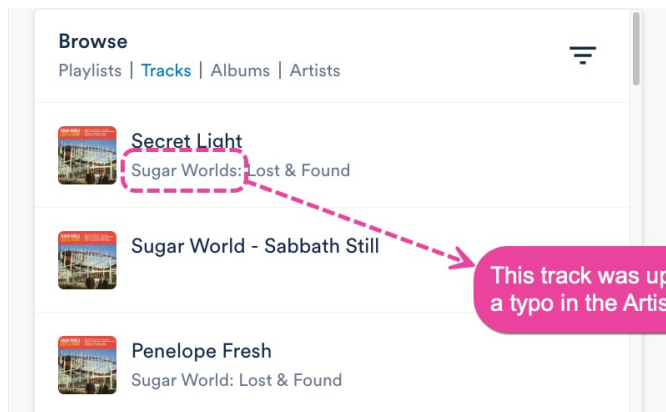 Browse
Playlists | Tracks | Albums | Artists
Secret Light
Sugar Worlds: Lost & Found
Sugar World - Sabbath Still
This track was up
a typo in the Artis
Penelope Fresh
Sugar World: Lost & Found